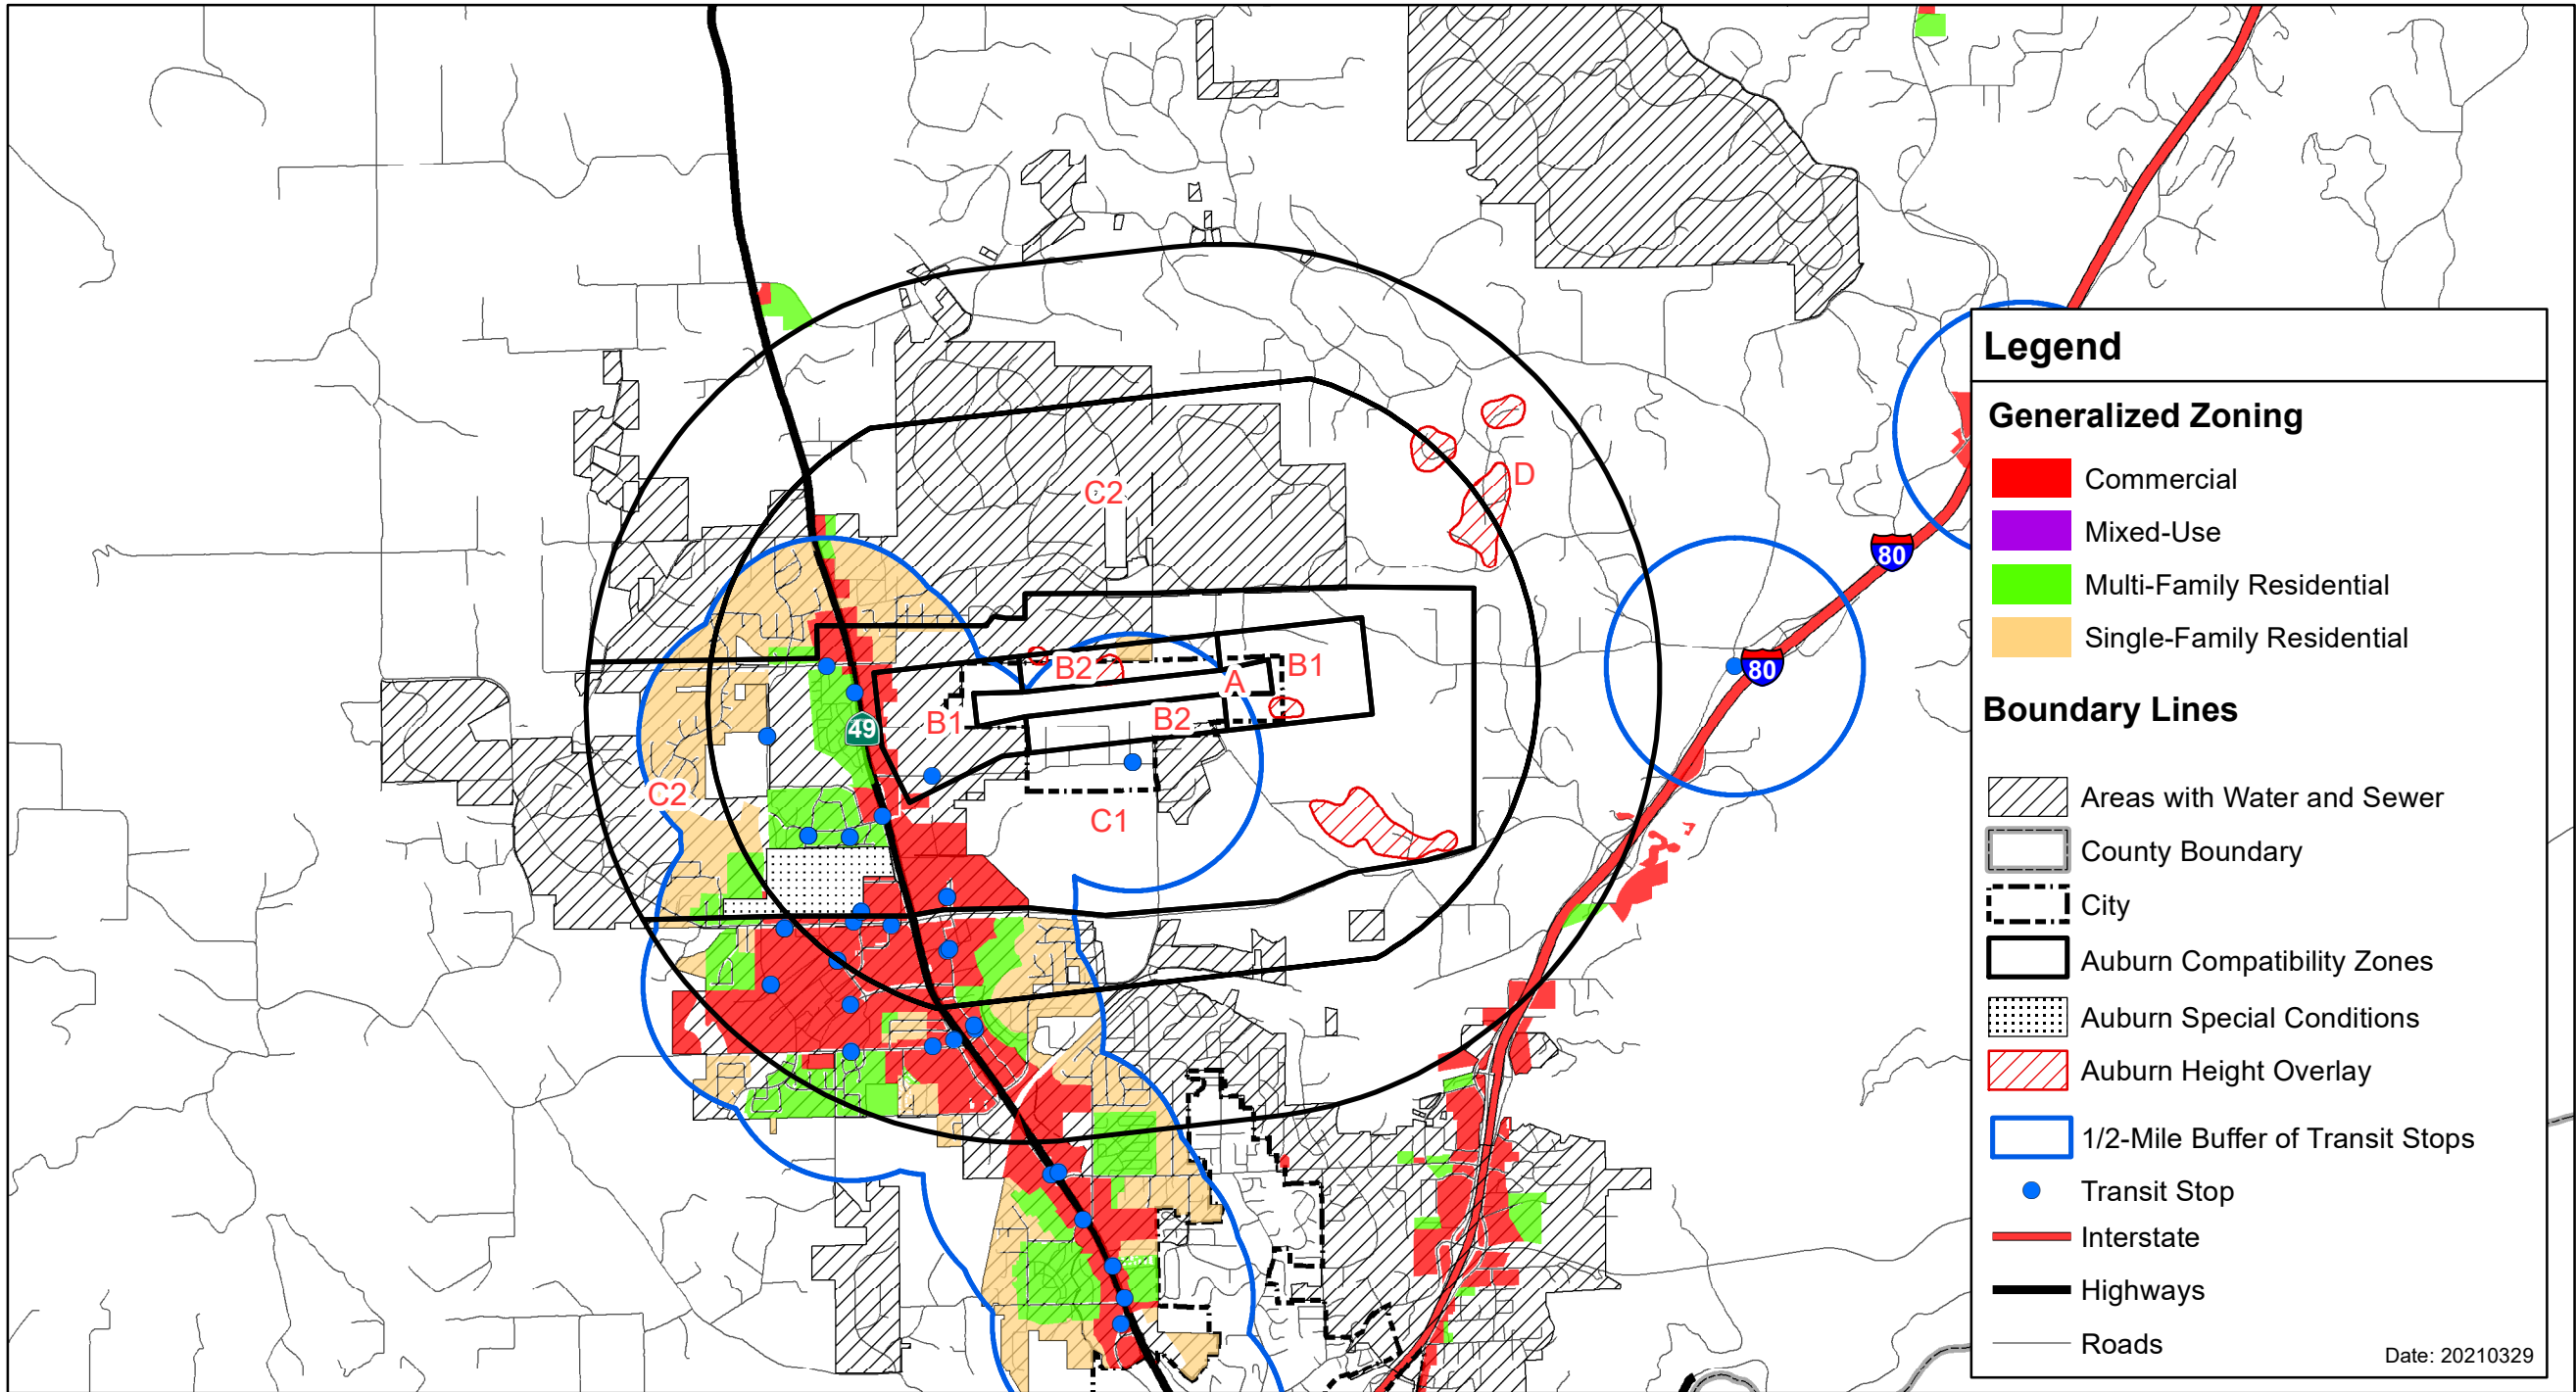 C2
D
80
80
B2
A
B1
B1
B2
49
C2
C1
Legend
Generalized Zoning
Commercial
Mixed-Use
Multi-Family Residential
Single-Family Residential
Boundary Lines
Areas with Water and Sewer
County Boundary
City
Auburn Compatibility Zones
Auburn Special Conditions
Auburn Height Overlay
1/2-Mile Buffer of Transit Stops
Transit Stop
Interstate
Highways
Roads
Date: 20210329